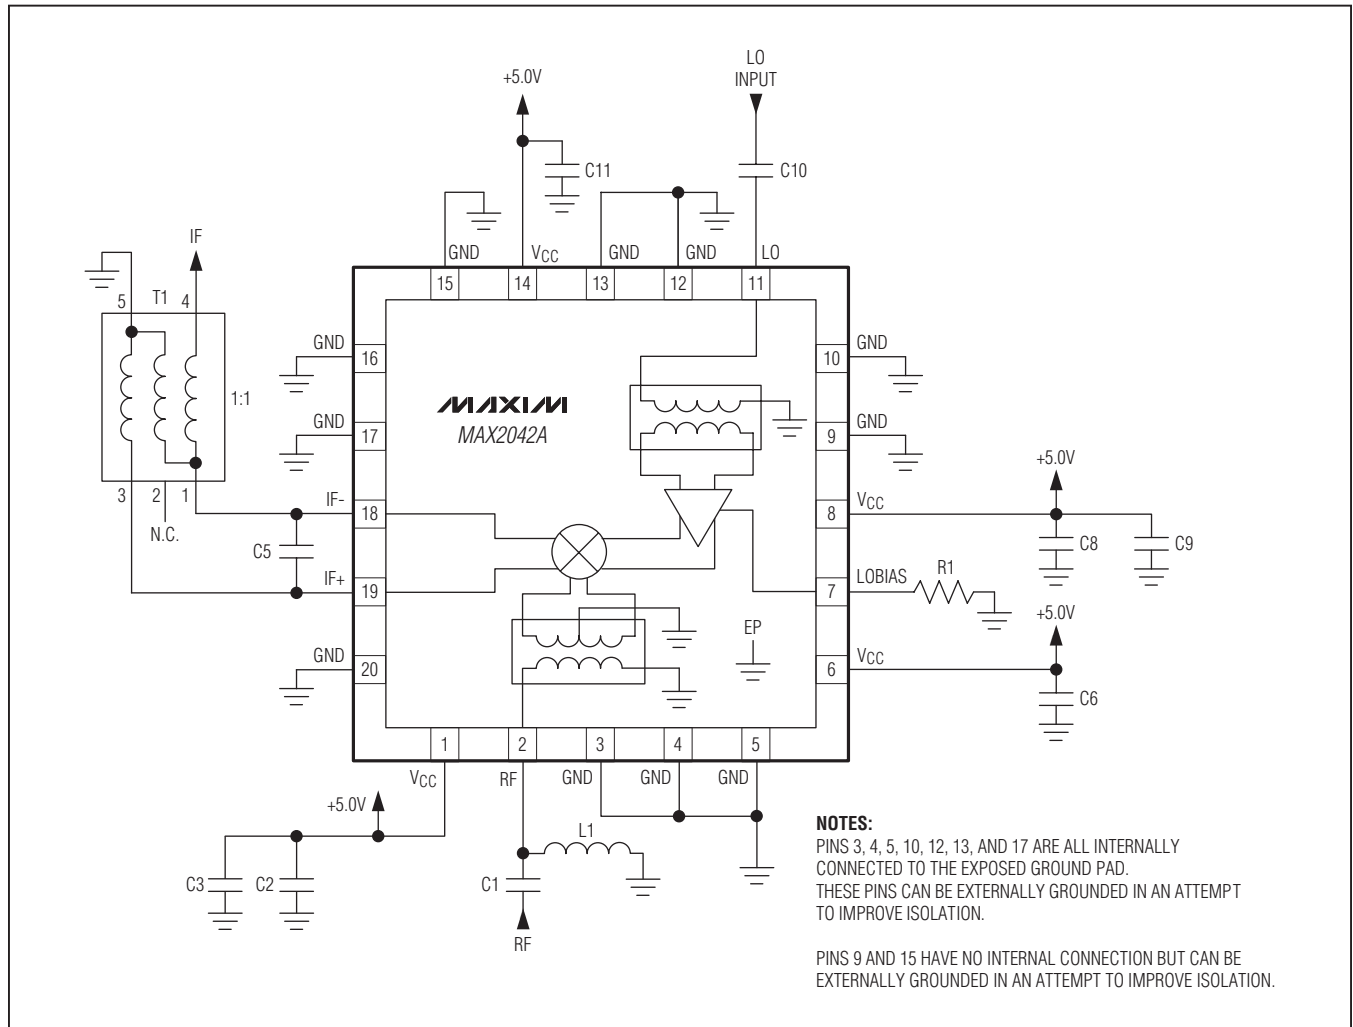 LO
INPUT
+5.0V
C11
C10
IF
GND
VCC
GND
GND
LO
15
14
13
12
11
5
T1
4
1:1
3
2
1
N.C.
GND
16
GND
17
IF-
18
C5
IF+
19
GND
20
MAXIM
MAX2042A
EP
10
GND
9
GND
+5.0V
8
VCC
C8
C9
LOBIAS
R1
7
+5.0V
VCC
6
C6
1
2
3
4
5
VCC
RF
GND
GND
GND
+5.0V
L1
C3
C2
C1
RF
NOTES:
PINS 3, 4, 5, 10, 12, 13, AND 17 ARE ALL INTERNALLY
CONNECTED TO THE EXPOSED GROUND PAD.
THESE PINS CAN BE EXTERNALLY GROUNDED IN AN ATTEMPT
TO IMPROVE ISOLATION.
PINS 9 AND 15 HAVE NO INTERNAL CONNECTION BUT CAN BE
EXTERNALLY GROUNDED IN AN ATTEMPT TO IMPROVE ISOLATION.